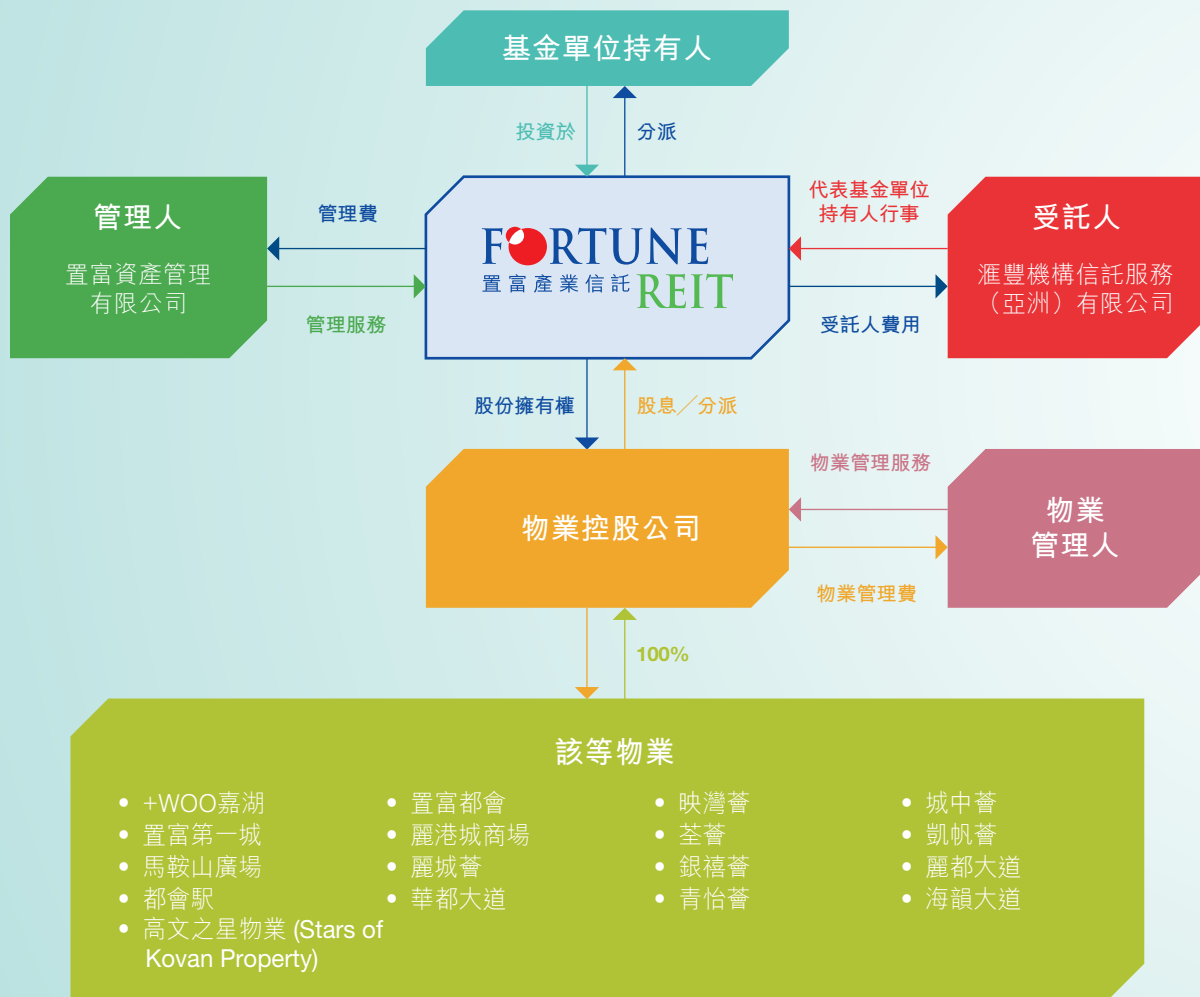 基金單位持有人
投資於
分派
管理人
置富資產管理
有限公司
管理費
管理服務
FORTUNE
置富產業信託 REIT
代表基金單位
持有人行事
受託人費用
受託人
滙豐機構信託服務
（亞洲）有限公司
股份擁有權
股息／分派
物業控股公司
物業管理服務
物業管理費
物業
管理人
100%
該等物業
• +WOO嘉湖
• 置富第一城
• 馬鞍山廣場
• 都會駅
• 高文之星物業 (Stars of
Kovan Property)
• 置富都會
• 麗港城商場
• 麗城薈
• 華都大道
• 映灣薈
• 荃薈
• 銀禧薈
• 青怡薈
• 城中薈
• 凱帆薈
• 麗都大道
• 海韻大道